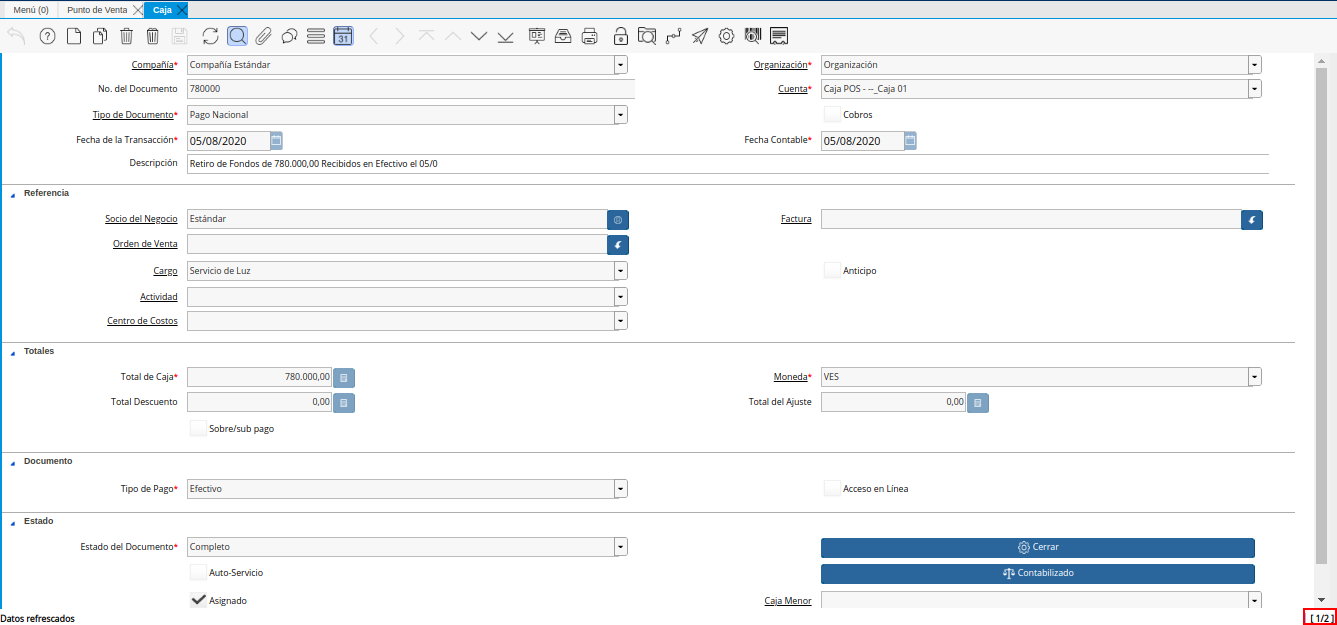 Menú (0) Punto de Venta Caja
31
Compañía* Compañía Estándar Organización* Organización
No. del Documento 780000 Cuenta* Caja POS - --_Caja 01
Tipo de Documento* Pago Nacional Cobros
Fecha de la Transacción* 05/08/2020 Fecha Contable* 05/08/2020
Descripción Retiro de Fondos de 780.000,00 Recibidos en Efectivo el 05/0
Referencia
Socio del Negocio Estándar Factura
Orden de Venta
Cargo Servicio de Luz Anticipo
Actividad
Centro de Costos
Totales
Total de Caja* 780.000,00 Moneda* VES
Total Descuento 0,00 Total del Ajuste 0,00
Sobre/sub pago
Documento
Tipo de Pago* Efectivo Acceso en Línea
Estado
Estado del Documento* Completo Cerrar
Auto-Servicio Contabilizado
Asignado Caja Menor
Datos refrescados [ 1/2 ]